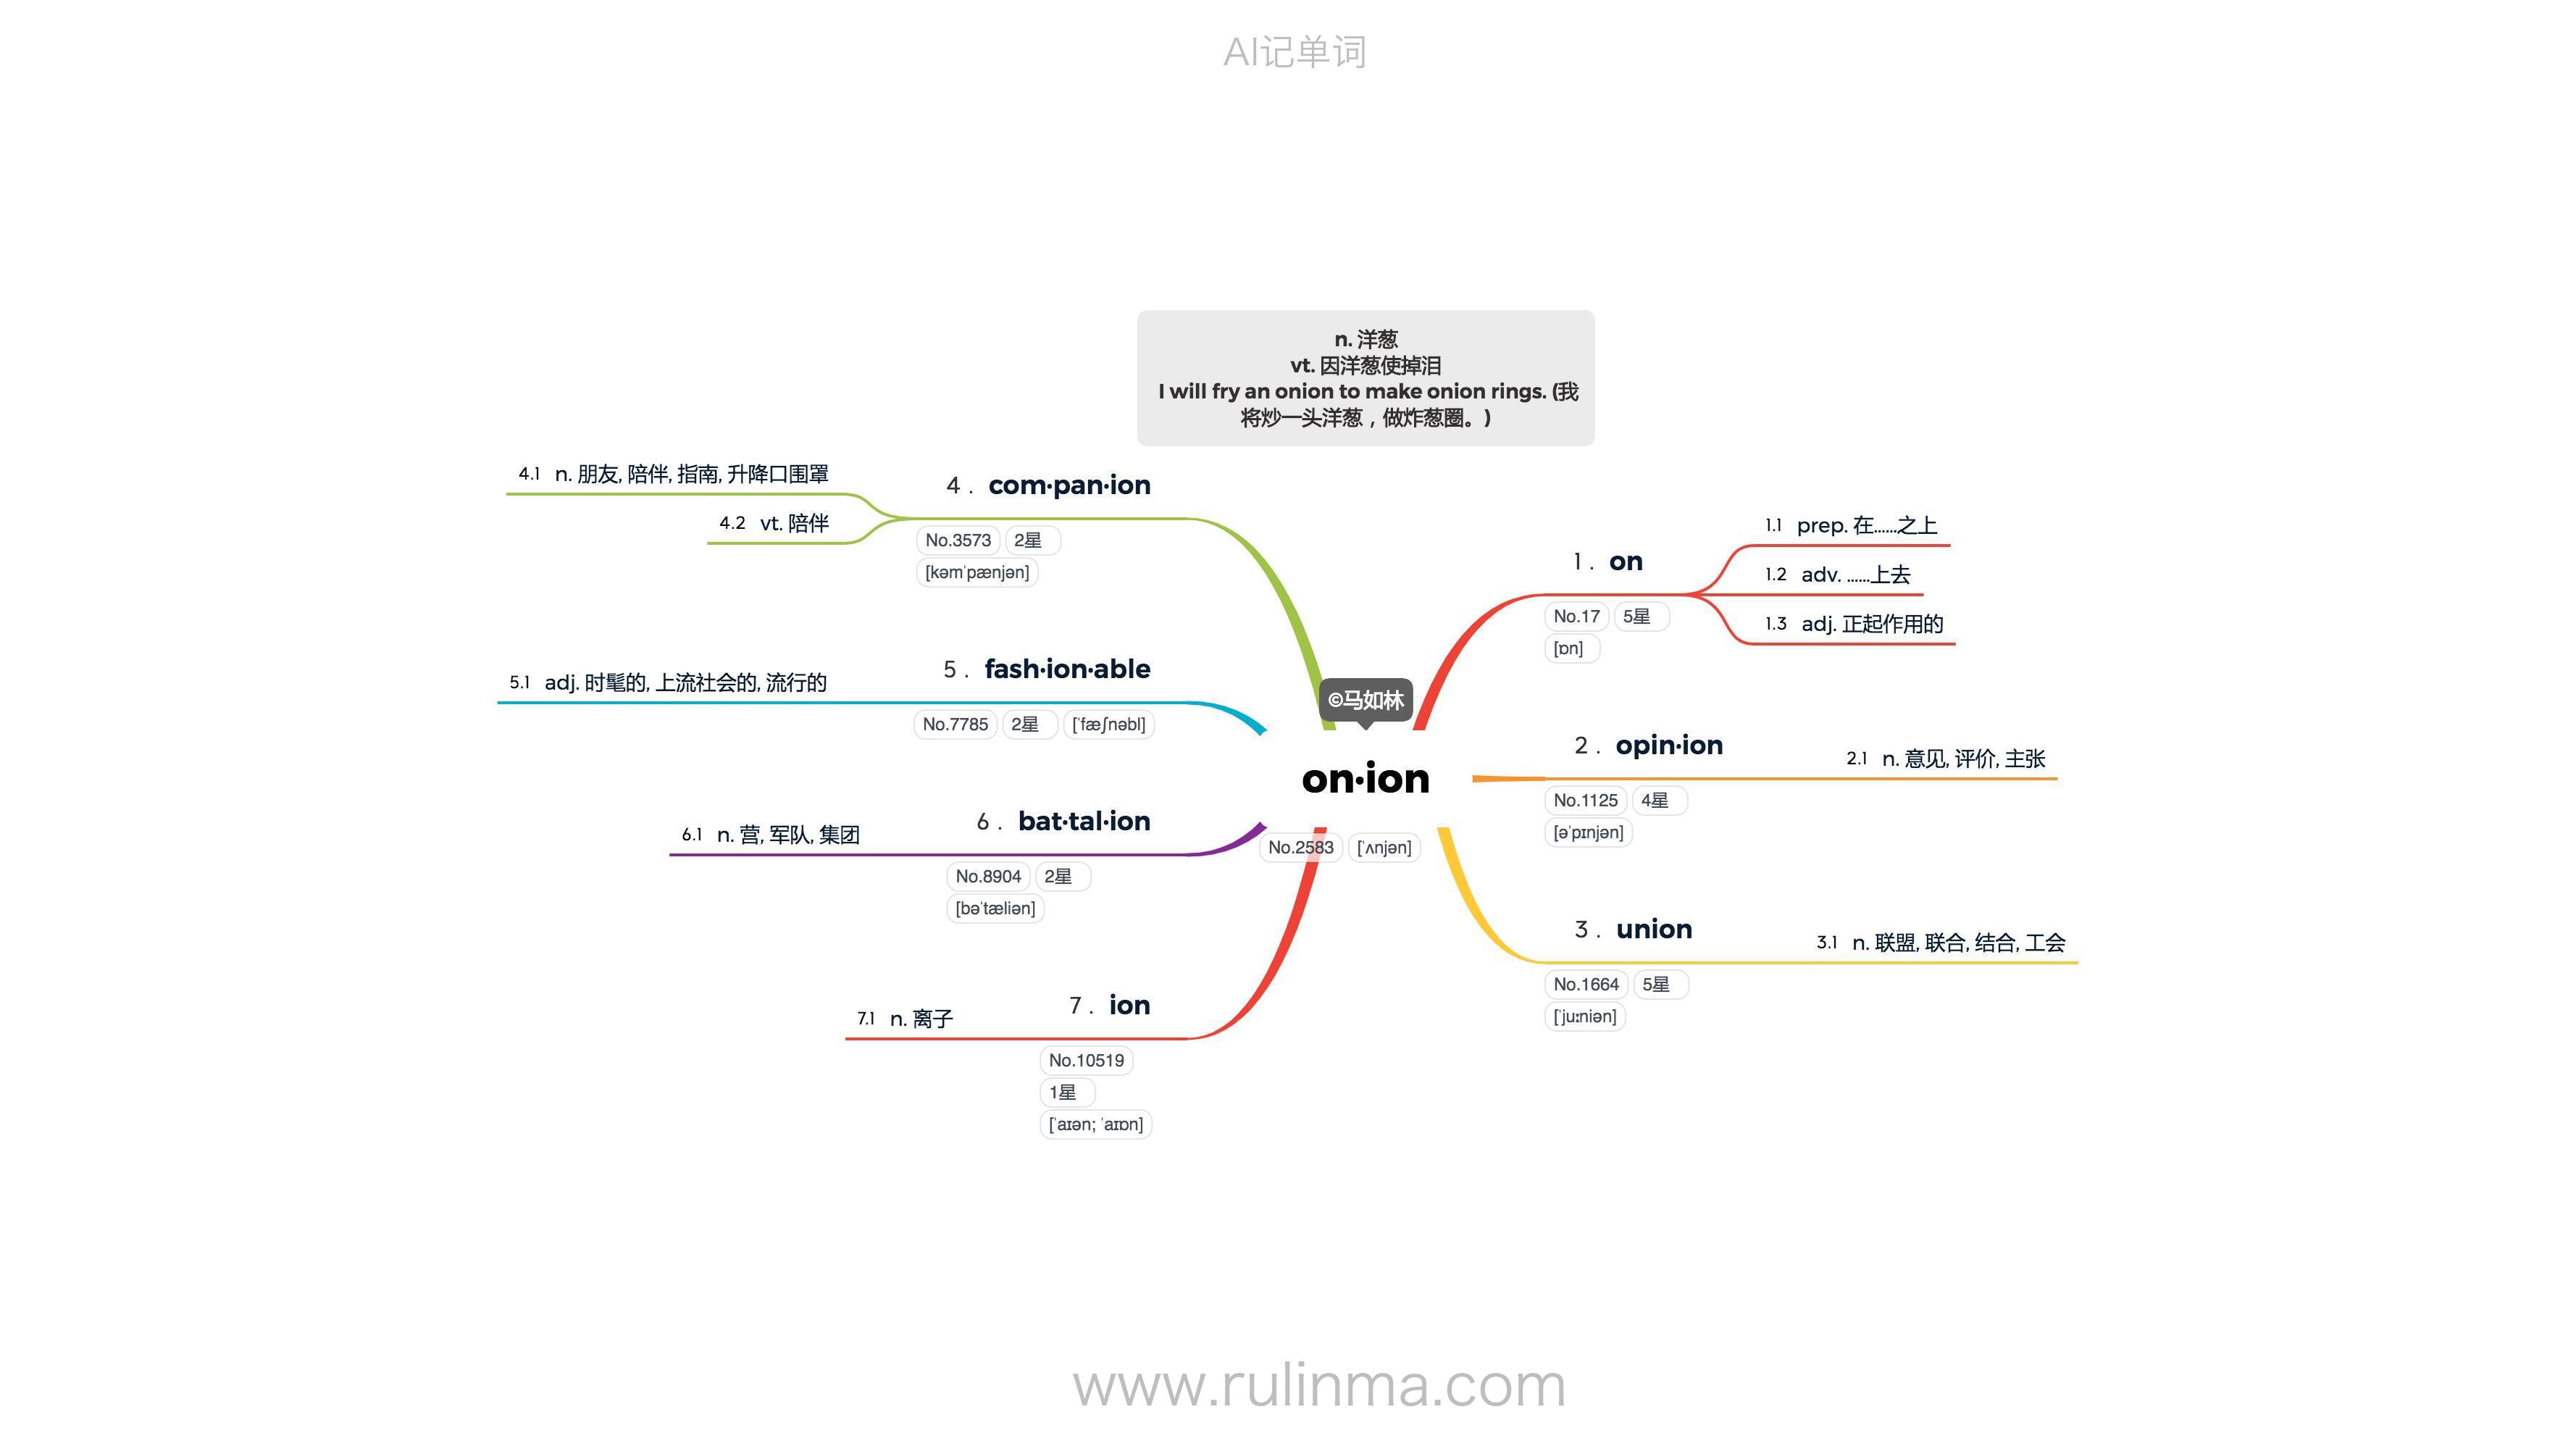 AI记单词
n. 洋葱
vt. 因洋葱使掉泪
I will fry an onion to make onion rings. (我
将炒一头洋葱，做炸葱圈。)
©马如林
on·ion
No.2583 [ˈʌnjən]
1 . on
No.17 5星
[ɒn]
1.1 prep. 在……之上
1.2 adv. ……上去
1.3 adj. 正起作用的
2 . opin·ion
No.1125 4星
[əˈpɪnjən]
2.1 n. 意见, 评价, 主张
3 . union
No.1664 5星
[ˈjuːniən]
3.1 n. 联盟, 联合, 结合, 工会
4 . com·pan·ion
No.3573 2星
[kəmˈpænjən]
4.1 n. 朋友, 陪伴, 指南, 升降口围罩
4.2 vt. 陪伴
5 . fash·ion·able
No.7785 2星 [ˈfæʃnəbl]
5.1 adj. 时髦的, 上流社会的, 流行的
6 . bat·tal·ion
No.8904 2星
[bəˈtæliən]
6.1 n. 营, 军队, 集团
7 . ion
No.10519
1星
[ˈaɪən; ˈaɪɒn]
7.1 n. 离子
www.rulinma.com